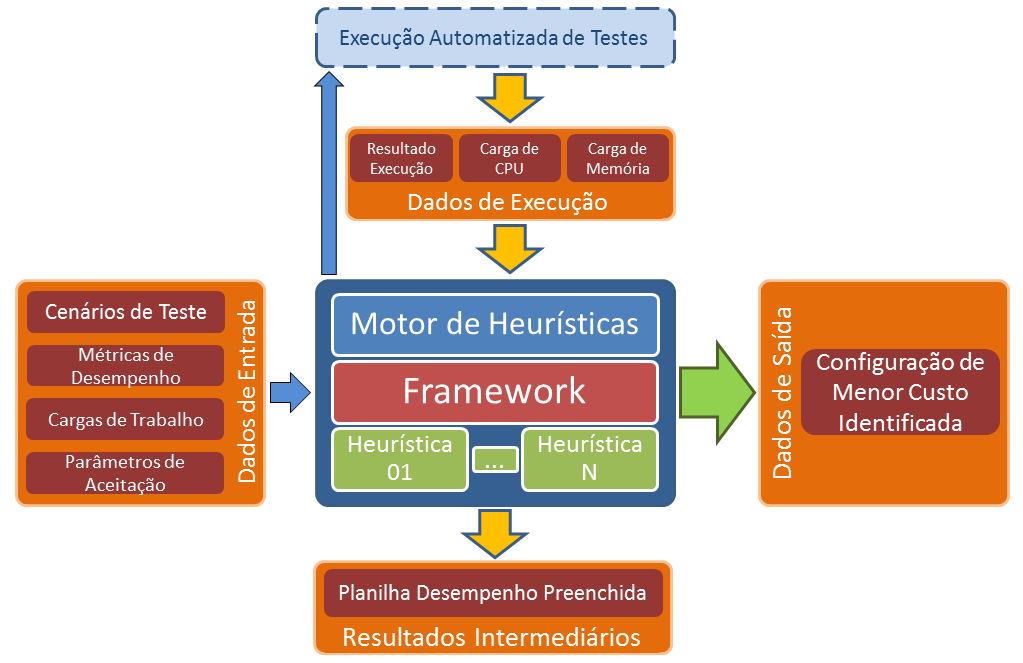 Execução Automatizada de Testes
Resultado
Execução
Carga de
CPU
Carga de
Memória
Dados de Execução
Cenários de Teste
Métricas de
Desempenho
Cargas de Trabalho
Parâmetros de
Aceitação
Dados de Entrada
Motor de Heurísticas
Framework
Heurística
01
...
Heurística
N
Dados de Saída
Configuração de
Menor Custo
Identificada
Planilha Desempenho Preenchida
Resultados Intermediários